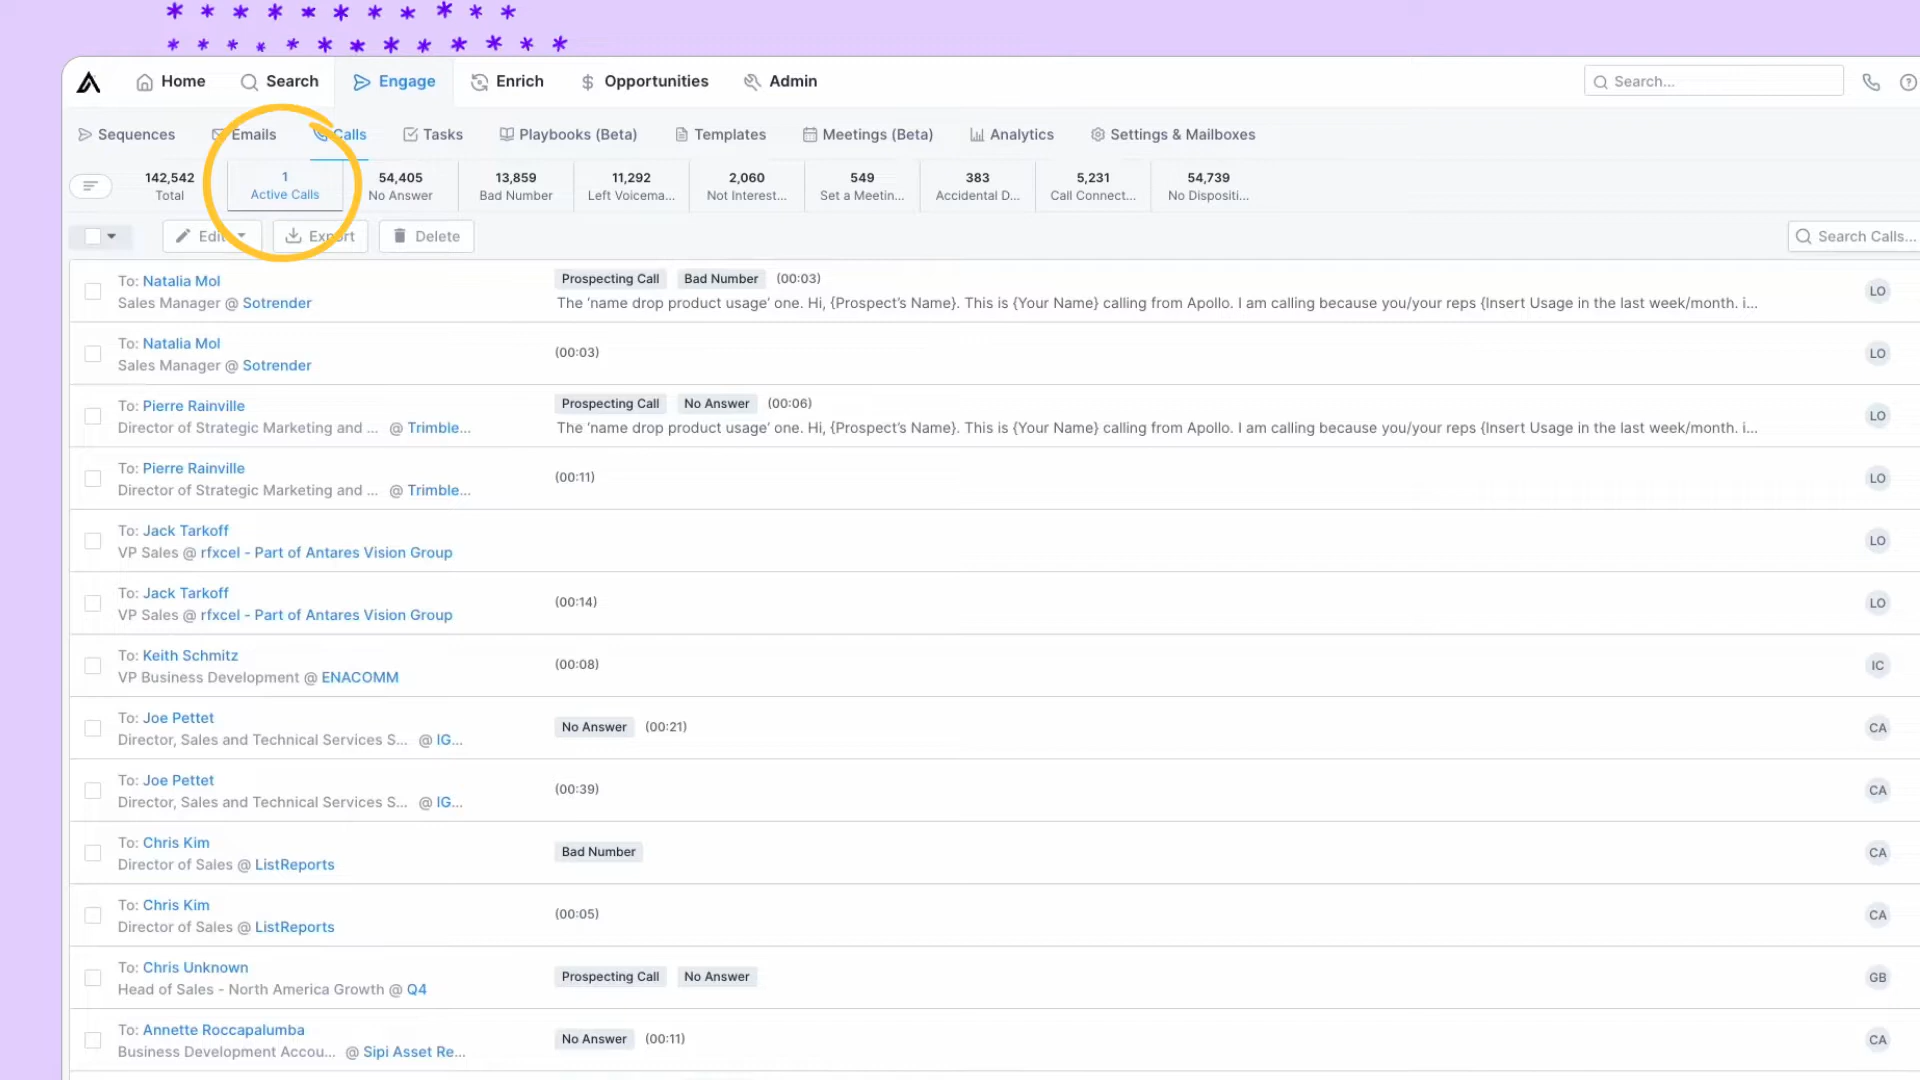 Home Search Engage Enrich Opportunities Admin Search...
Sequences Emails Calls Tasks Playbooks (Beta) Templates Meetings (Beta) Analytics Settings & Mailboxes
142,542 1 54,405 13,859 11,292 2,060 549 383 5,231 54,739
Total Active Calls No Answer Bad Number Left Voicema... Not Interest... Set a Meetin... Accidental D... Call Connect... No Dispositi...
Edit Export Delete Search Calls...
To: Natalia Mol Prospecting Call Bad Number (00:03) LO
Sales Manager @ Sotrender The ‘name drop product usage’ one. Hi, {Prospect’s Name}. This is {Your Name} calling from Apollo. I am calling because you/your reps {Insert Usage in the last week/month. i...
To: Natalia Mol (00:03) LO
Sales Manager @ Sotrender
To: Pierre Rainville Prospecting Call No Answer (00:06) LO
Director of Strategic Marketing and ... @ Trimble... The ‘name drop product usage’ one. Hi, {Prospect’s Name}. This is {Your Name} calling from Apollo. I am calling because you/your reps {Insert Usage in the last week/month. i...
To: Pierre Rainville (00:11) LO
Director of Strategic Marketing and ... @ Trimble...
To: Jack Tarkoff LO
VP Sales @ rfxcel - Part of Antares Vision Group
To: Jack Tarkoff (00:14) LO
VP Sales @ rfxcel - Part of Antares Vision Group
To: Keith Schmitz (00:08) IC
VP Business Development @ ENACOMM
To: Joe Pettet No Answer (00:21) CA
Director, Sales and Technical Services S... @ IG...
To: Joe Pettet (00:39) CA
Director, Sales and Technical Services S... @ IG...
To: Chris Kim Bad Number CA
Director of Sales @ ListReports
To: Chris Kim (00:05) CA
Director of Sales @ ListReports
To: Chris Unknown Prospecting Call No Answer GB
Head of Sales - North America Growth @ Q4
To: Annette Roccapalumba No Answer (00:11) CA
Business Development Accou... @ Sipi Asset Re...